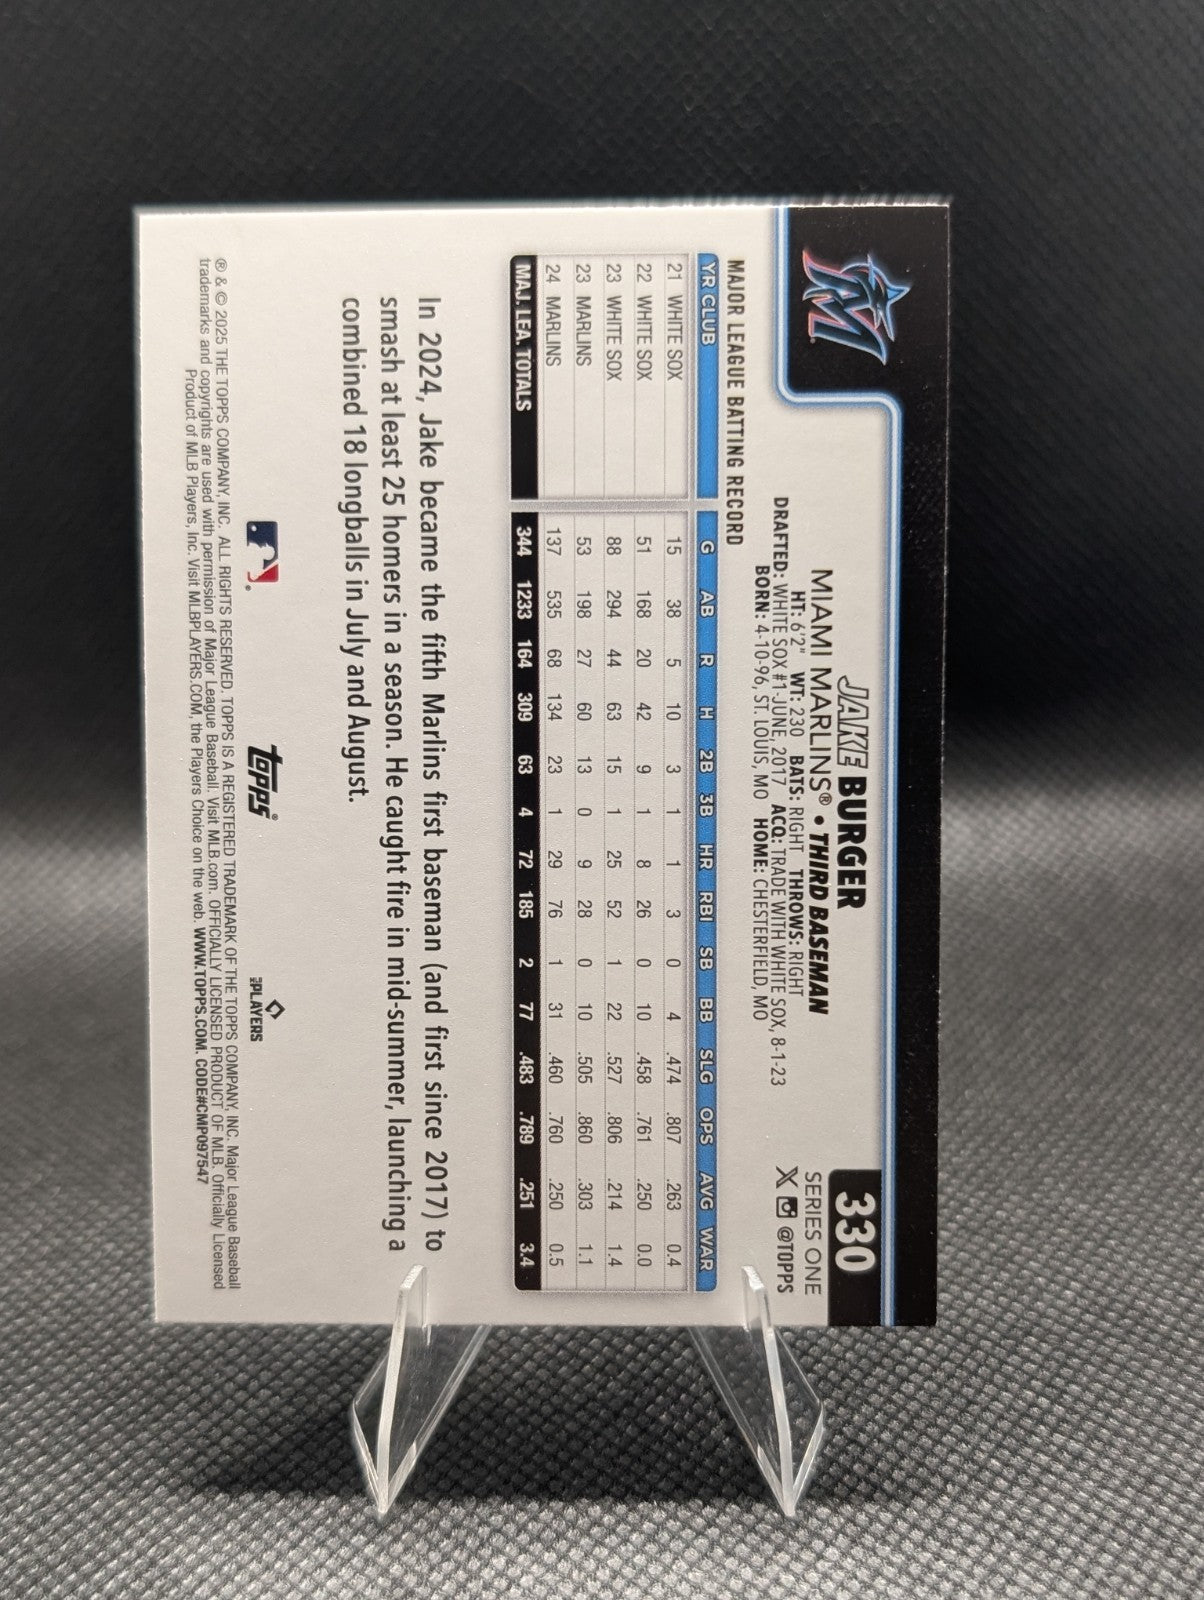 330
SERIES ONE
X @TOPPS
JAKE BURGER
MIAMI MARLINS® • THIRD BASEMAN
HT: 6'2" WT: 230 BATS: RIGHT THROWS: RIGHT
DRAFTED: WHITE SOX #1-JUNE, 2017 ACQ: TRADE WITH WHITE SOX, 8-1-23
BORN: 4-10-96, ST. LOUIS, MO HOME: CHESTERFIELD, MO
MAJOR LEAGUE BATTING RECORD
YR CLUB G AB R H 2B 3B HR RBI SB BB SLG OPS AVG WAR
21 WHITE SOX 15 38 5 10 3 1 1 3 0 4 .474 .807 .263 0.4
22 WHITE SOX 51 168 20 42 9 1 8 26 0 10 .458 .761 .250 0.0
23 WHITE SOX 88 294 44 63 15 1 25 52 1 22 .527 .806 .214 1.4
23 MARLINS 53 198 27 60 13 0 9 28 0 10 .505 .860 .303 1.1
24 MARLINS 137 535 68 134 23 1 29 76 1 31 .460 .760 .250 0.5
MAJ. LEA. TOTALS 344 1233 164 309 63 4 72 185 2 77 .483 .789 .251 3.4
In 2024, Jake became the fifth Marlins first baseman (and first since 2017) to
smash at least 25 homers in a season. He caught fire in mid-summer, launching a
combined 18 longballs in July and August.
topps®
MLB PLAYERS
® & © 2025 THE TOPPS COMPANY, INC. ALL RIGHTS RESERVED. TOPPS IS A REGISTERED TRADEMARK OF THE TOPPS COMPANY, INC. Major League Baseball
trademarks and copyrights are used with permission of Major League Baseball. Visit MLB.com. OFFICIALLY LICENSED PRODUCT OF MLB. Officially Licensed
Product of MLB Players, Inc. Visit MLBPLAYERS.COM, the Players Choice on the web. WWW.TOPPS.COM. CODE#CMP097547